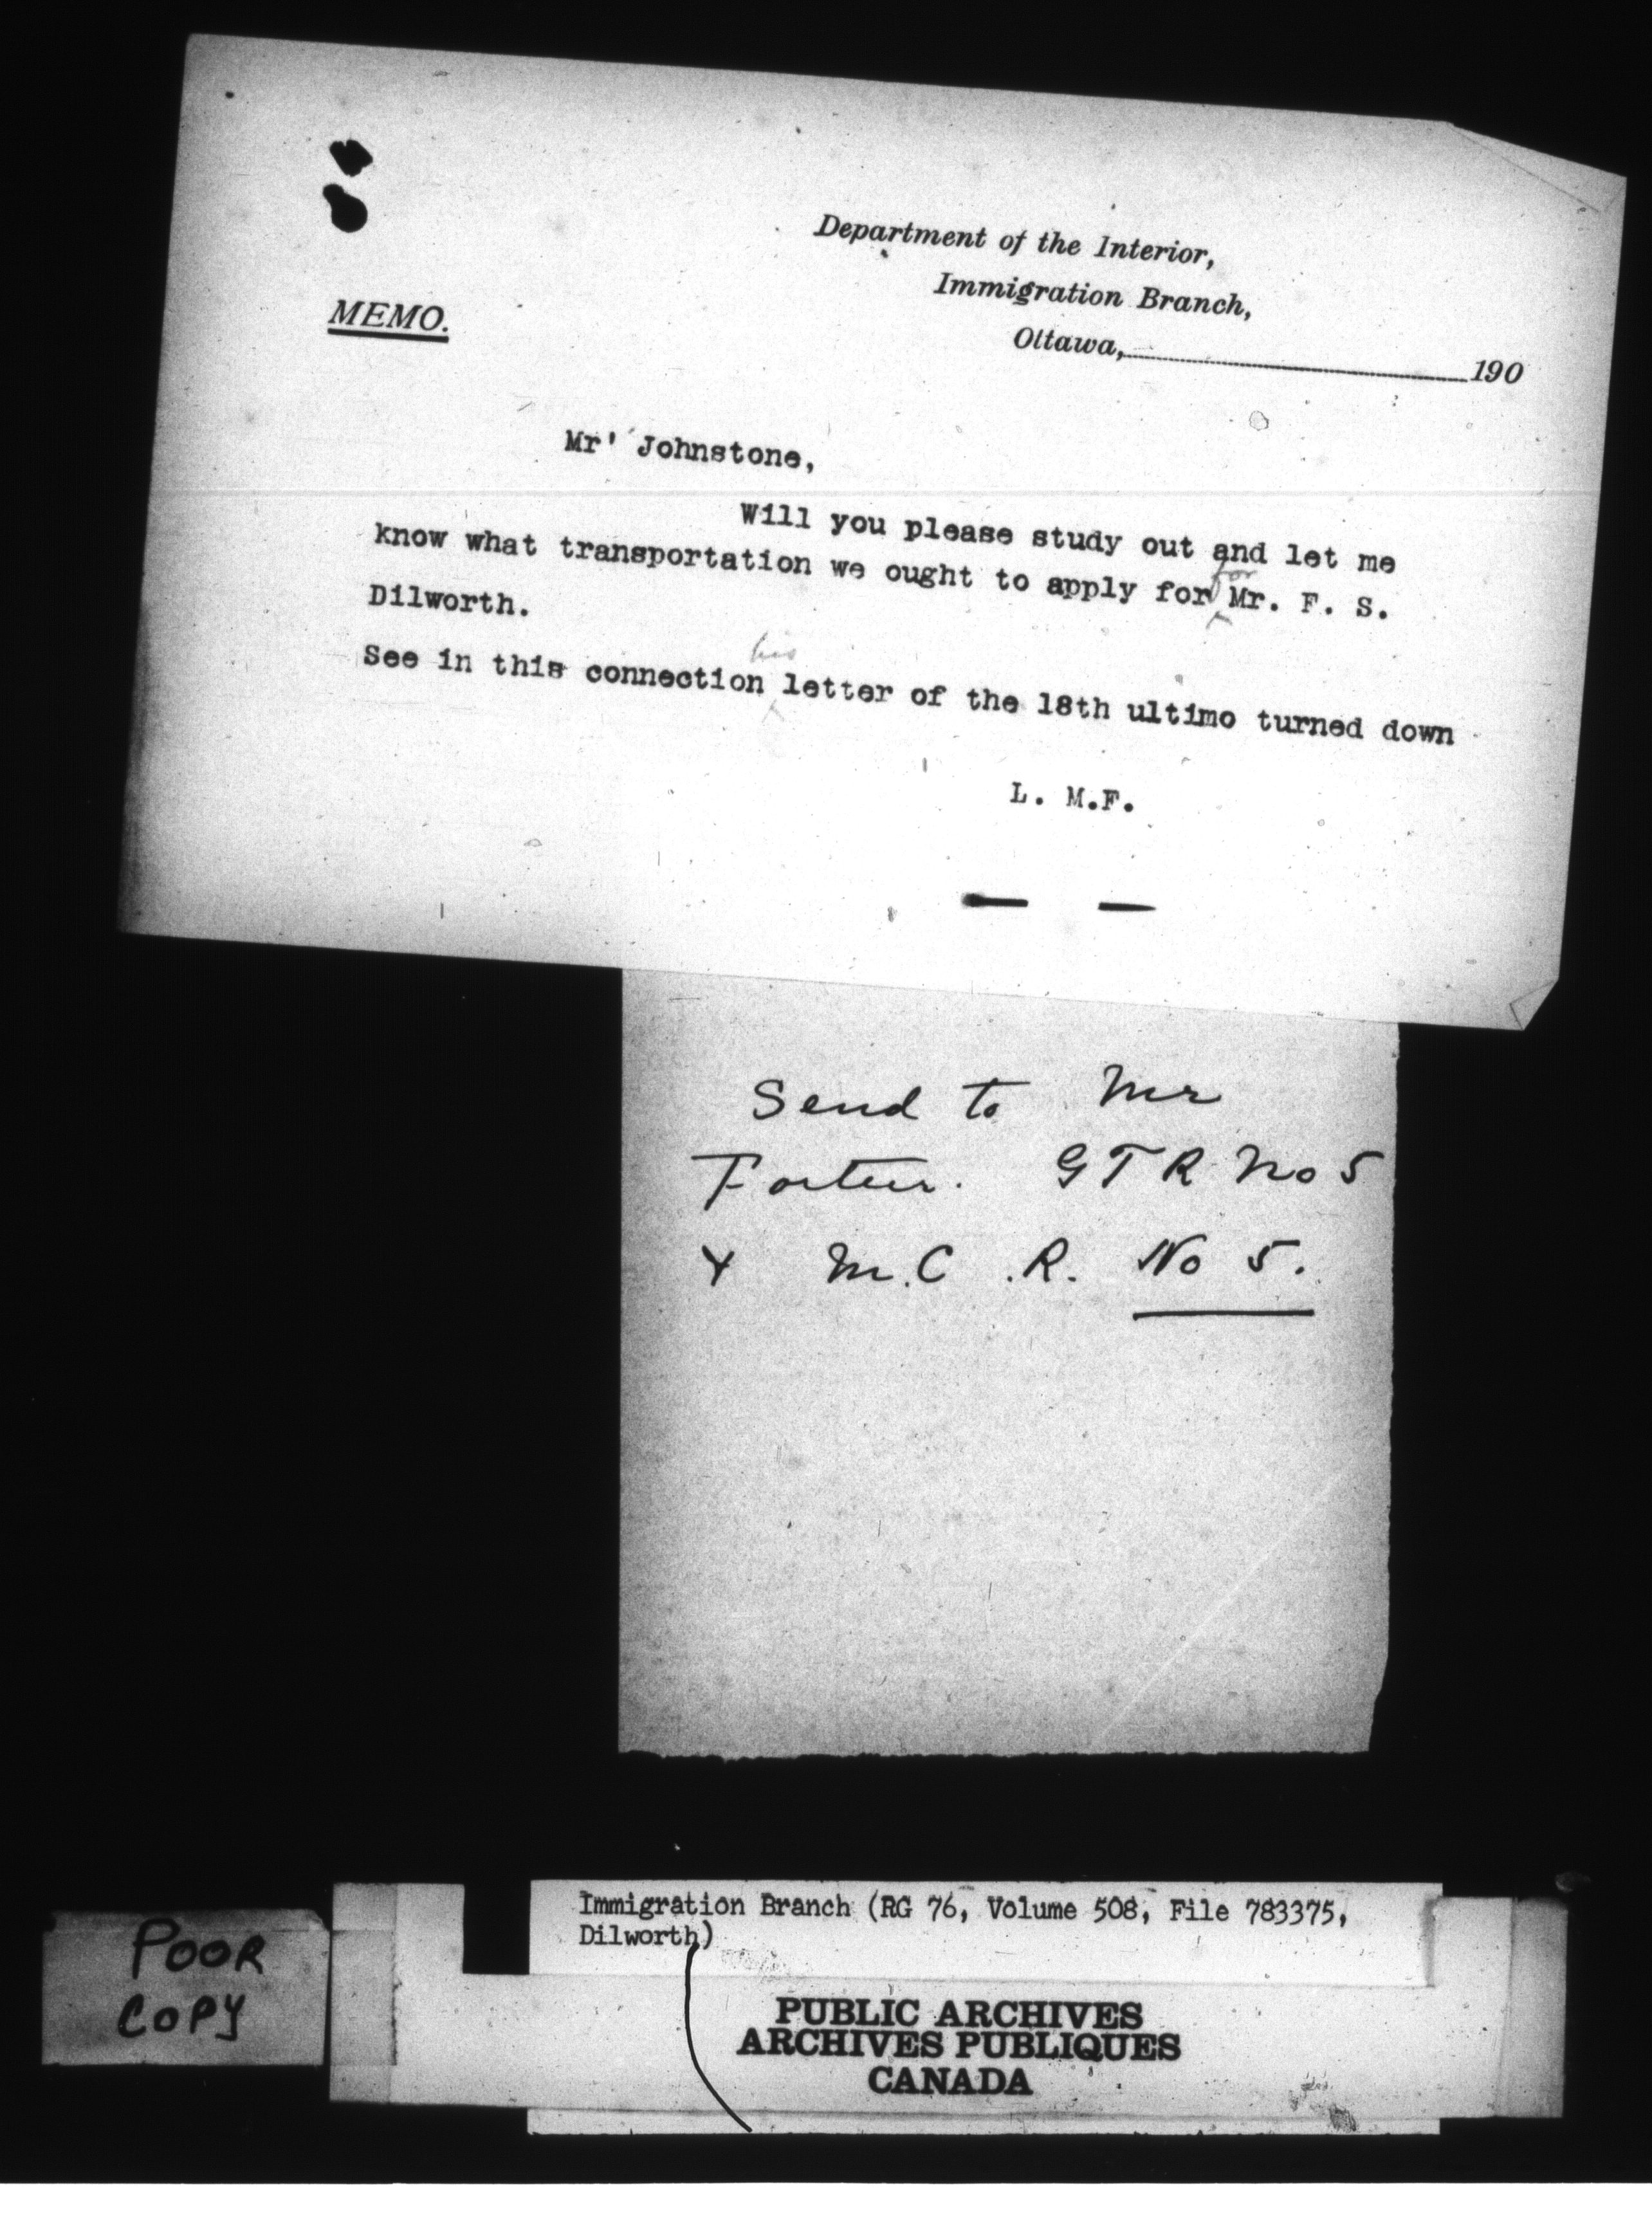 Department of the Interior,
Immigration Branch,
Ottawa, 190
MEMO.
Mr' Johnstone,
Will you please study out and let me
for
know what transportation we ought to apply for Mr. F. S.
Dilworth.
his
See in this connection letter of the 18th ultimo turned down
L. M.F.
Send to Mr
G T R No 5
& M.C.R. No 5.
Immigration Branch (RG 76, Volume 508, File 783375,
Dilworth)
POOR
COPY
PUBLIC ARCHIVES
ARCHIVES PUBLIQUES
CANADA